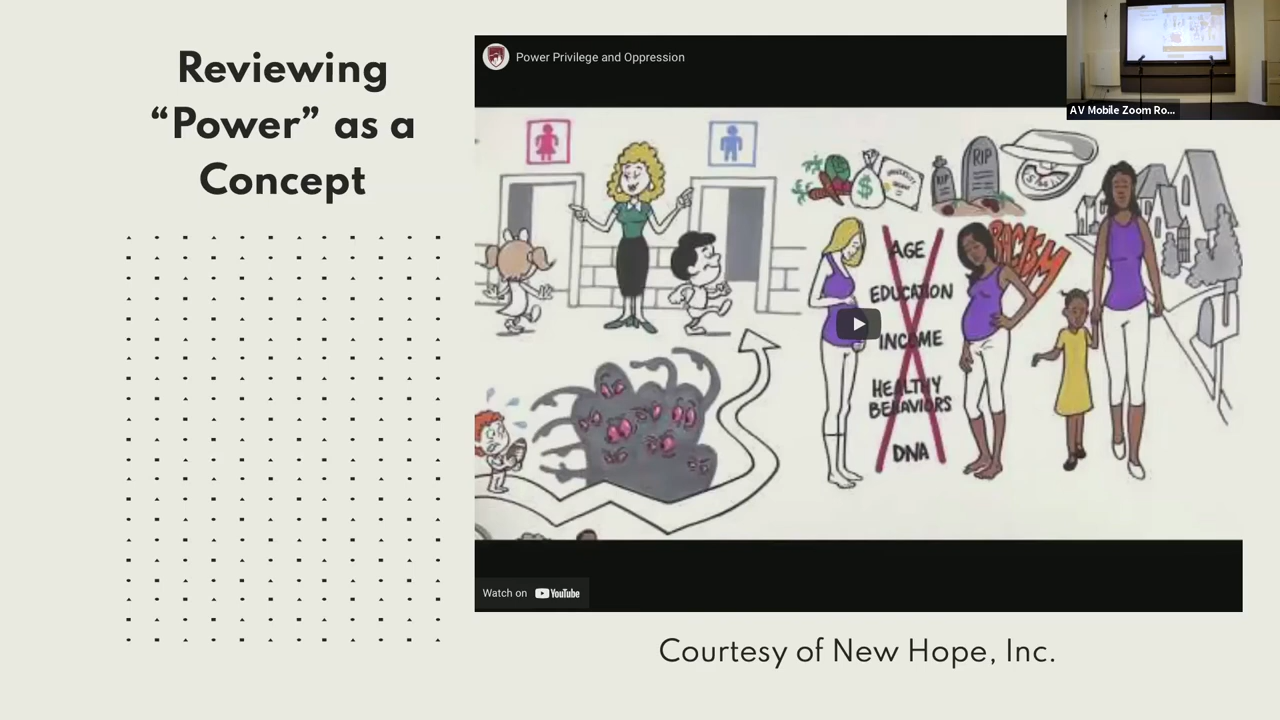 Reviewing
“Power” as a
Concept
Power Privilege and Oppression
AV Mobile Zoom Ro...
RIP
RIP
RACISM
AGE
EDUCATION
INCOME
HEALTHY
BEHAVIORS
DNA
$
Watch on YouTube
Courtesy of New Hope, Inc.